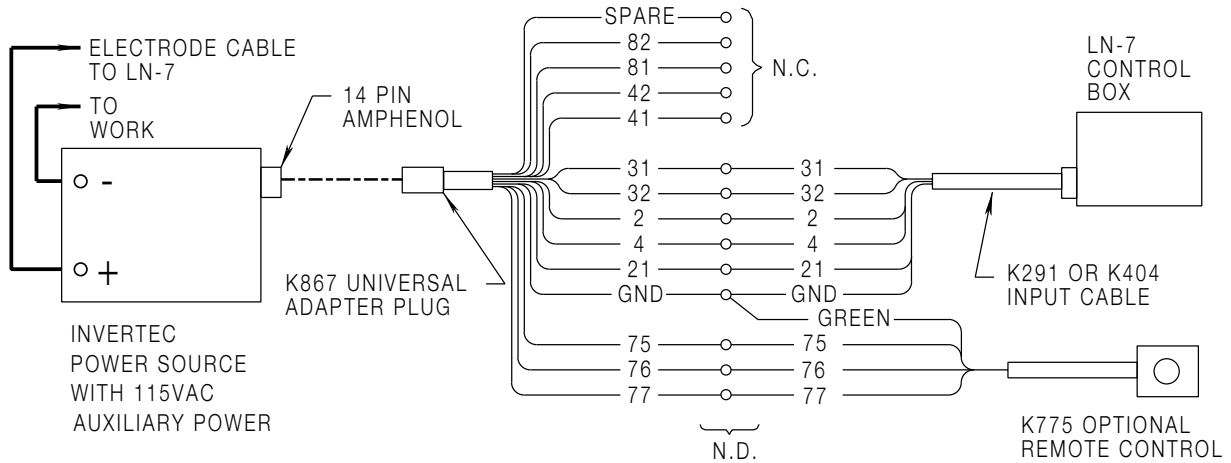 ELECTRODE CABLE
TO LN-7
TO
WORK
14 PIN
AMPHENOL
-
+
INVERTEC
POWER SOURCE
WITH 115VAC
AUXILIARY POWER
K867 UNIVERSAL
ADAPTER PLUG
SPARE
82
81
42
41
N.C.
31 31
32 32
2 2
4 4
21 21
GND GND
GREEN
75 75
76 76
77 77
N.D.
LN-7
CONTROL
BOX
K291 OR K404
INPUT CABLE
K775 OPTIONAL
REMOTE CONTROL